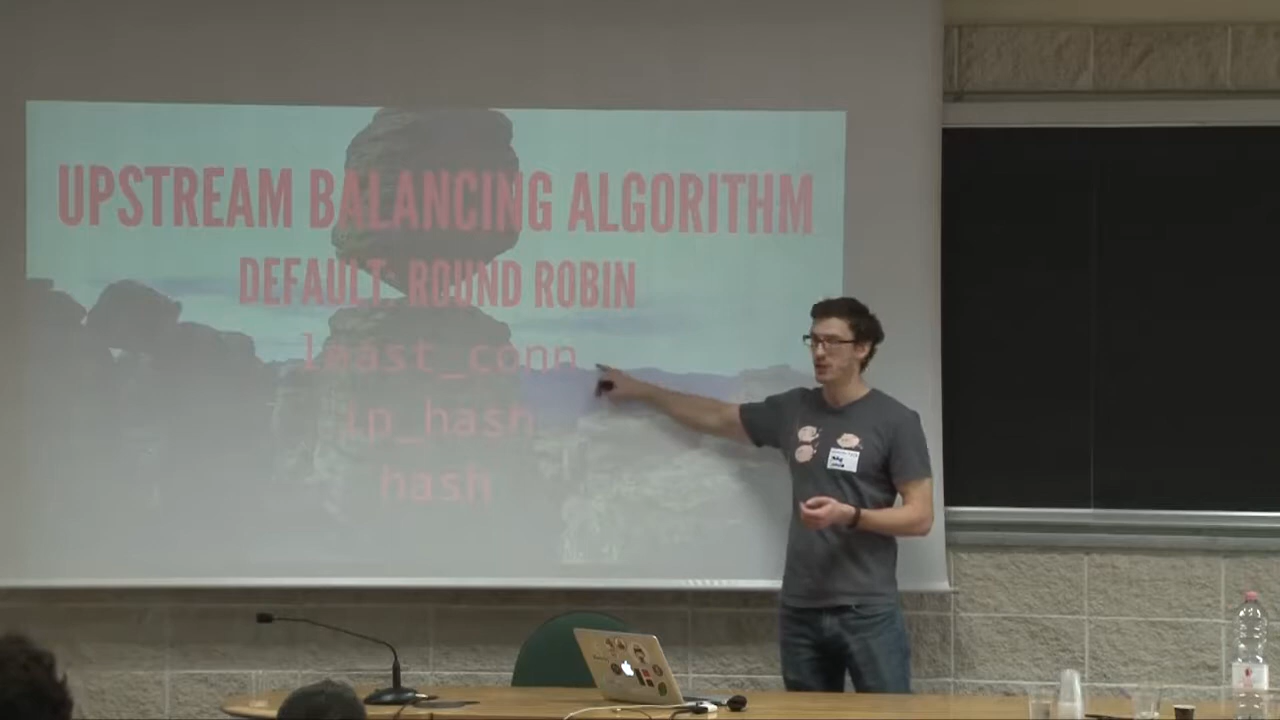 UPSTREAM BALANCING ALGORITHM
DEFAULT: ROUND ROBIN
least_conn
ip_hash
hash